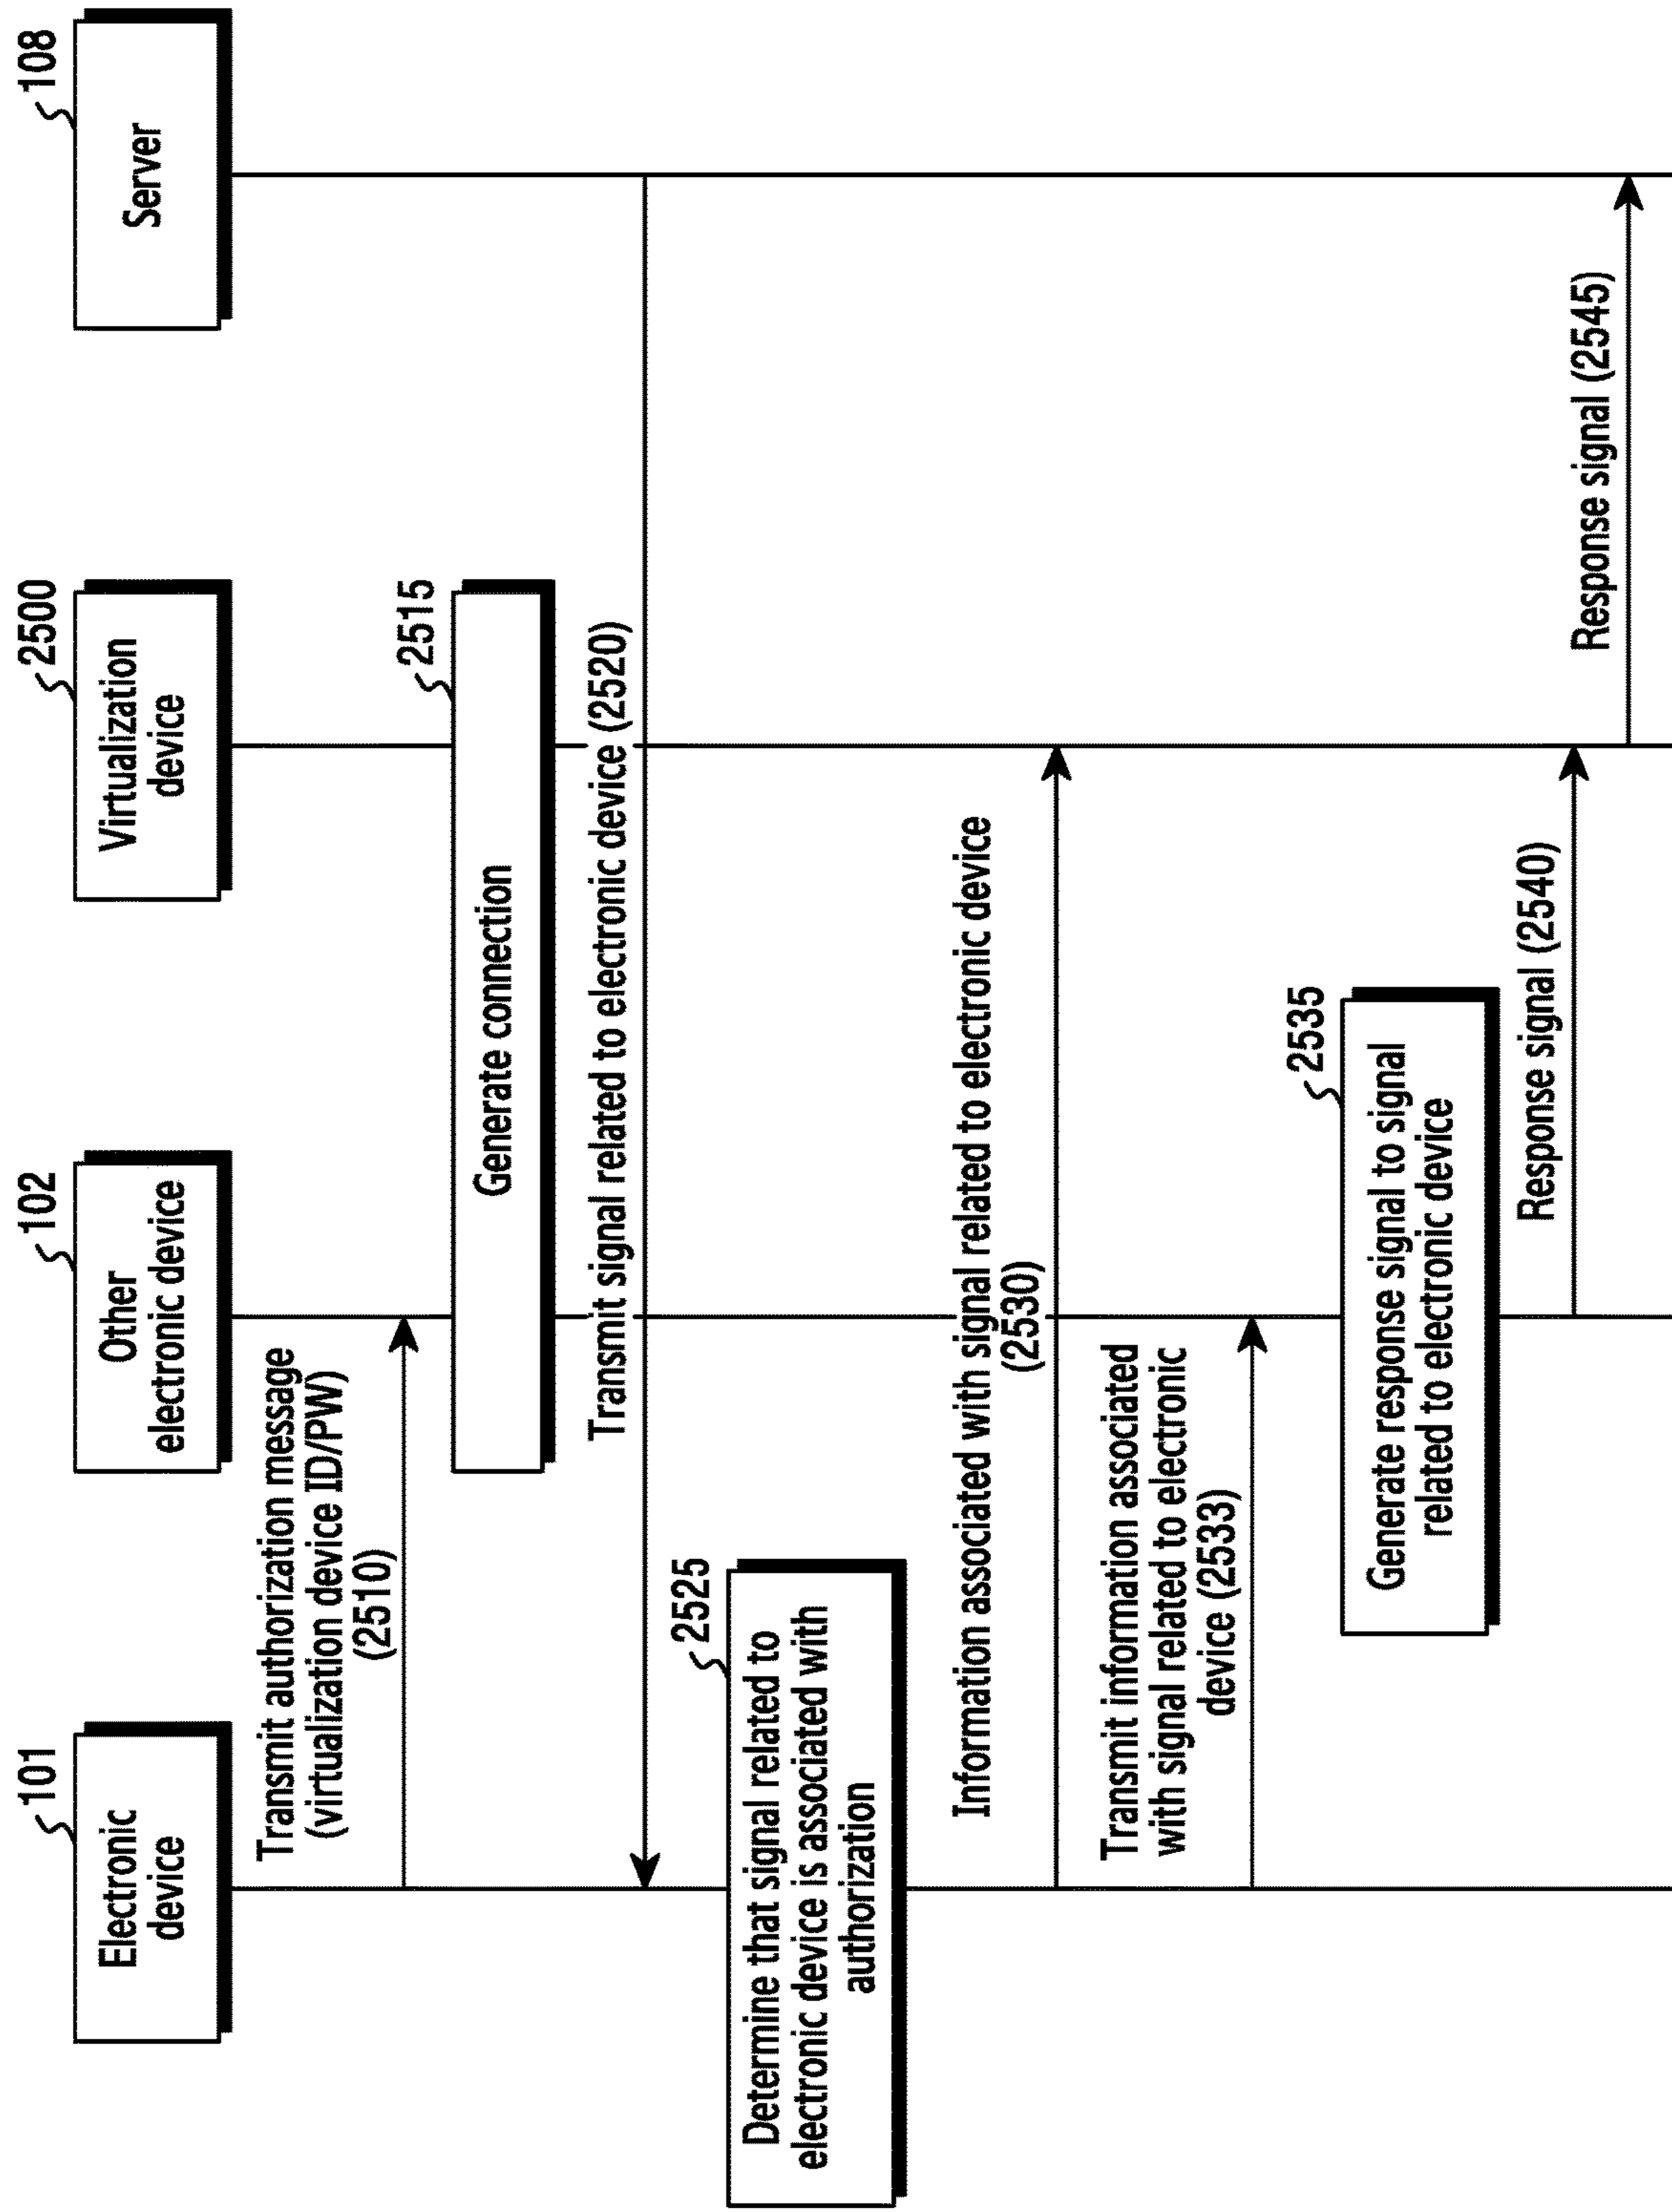 101
Electronic
device
102
Other
electronic device
2500
Virtualization
device
108
Server
Transmit authorization message
(virtualization device ID/PW)
(2510)
2515
Generate connection
Transmit signal related to electronic device (2520)
2525
Determine that signal related to
electronic device is associated with
authorization
Information associated with signal related to electronic device
(2530)
Transmit information associated
with signal related to electronic
device (2533)
2535
Generate response signal to signal
related to electronic device
Response signal (2540)
Response signal (2545)